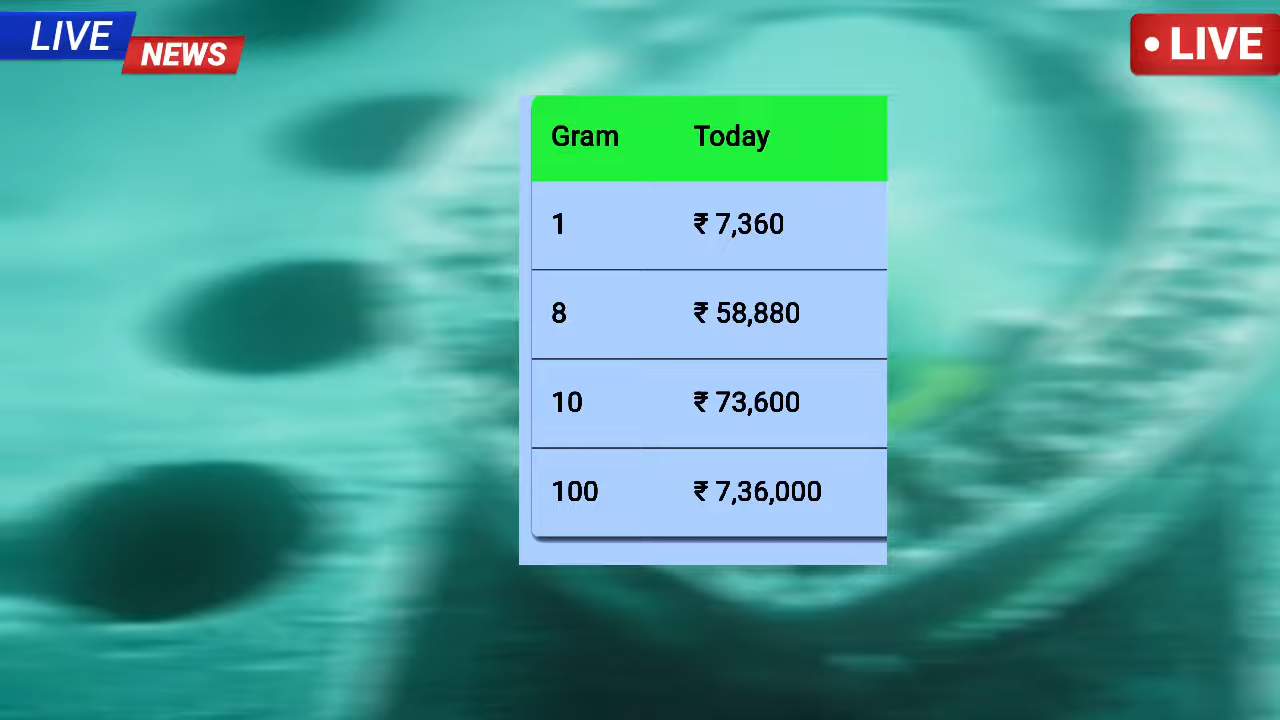 LIVE
NEWS
LIVE
Gram Today
1 ₹ 7,360
8 ₹ 58,880
10 ₹ 73,600
100 ₹ 7,36,000